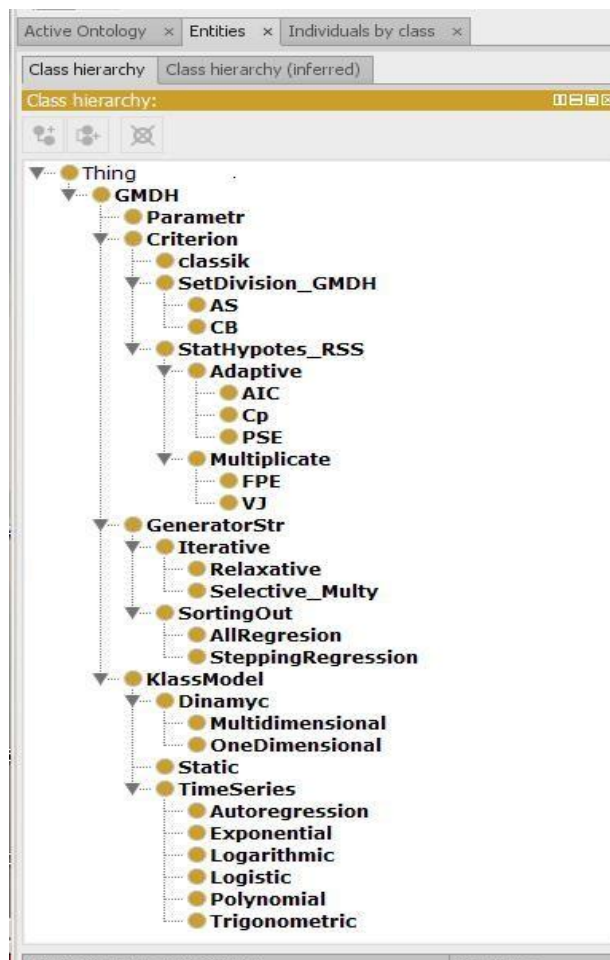 Active Ontology × Entities × Individuals by class ×
Class hierarchy Class hierarchy (inferred)
Class hierarchy:
Thing
GMDH
Parametr
Criterion
classik
SetDivision_GMDH
AS
CB
StatHypotes_RSS
Adaptive
AIC
Cp
PSE
Multiplicate
FPE
VJ
GeneratorStr
Iterative
Relaxative
Selective_Multy
SortingOut
AllRegresion
SteppingRegression
KlassModel
Dinamyc
Multidimensional
OneDimensional
Static
TimeSeries
Autoregression
Exponential
Logarithmic
Logistic
Polynomial
Trigonometric